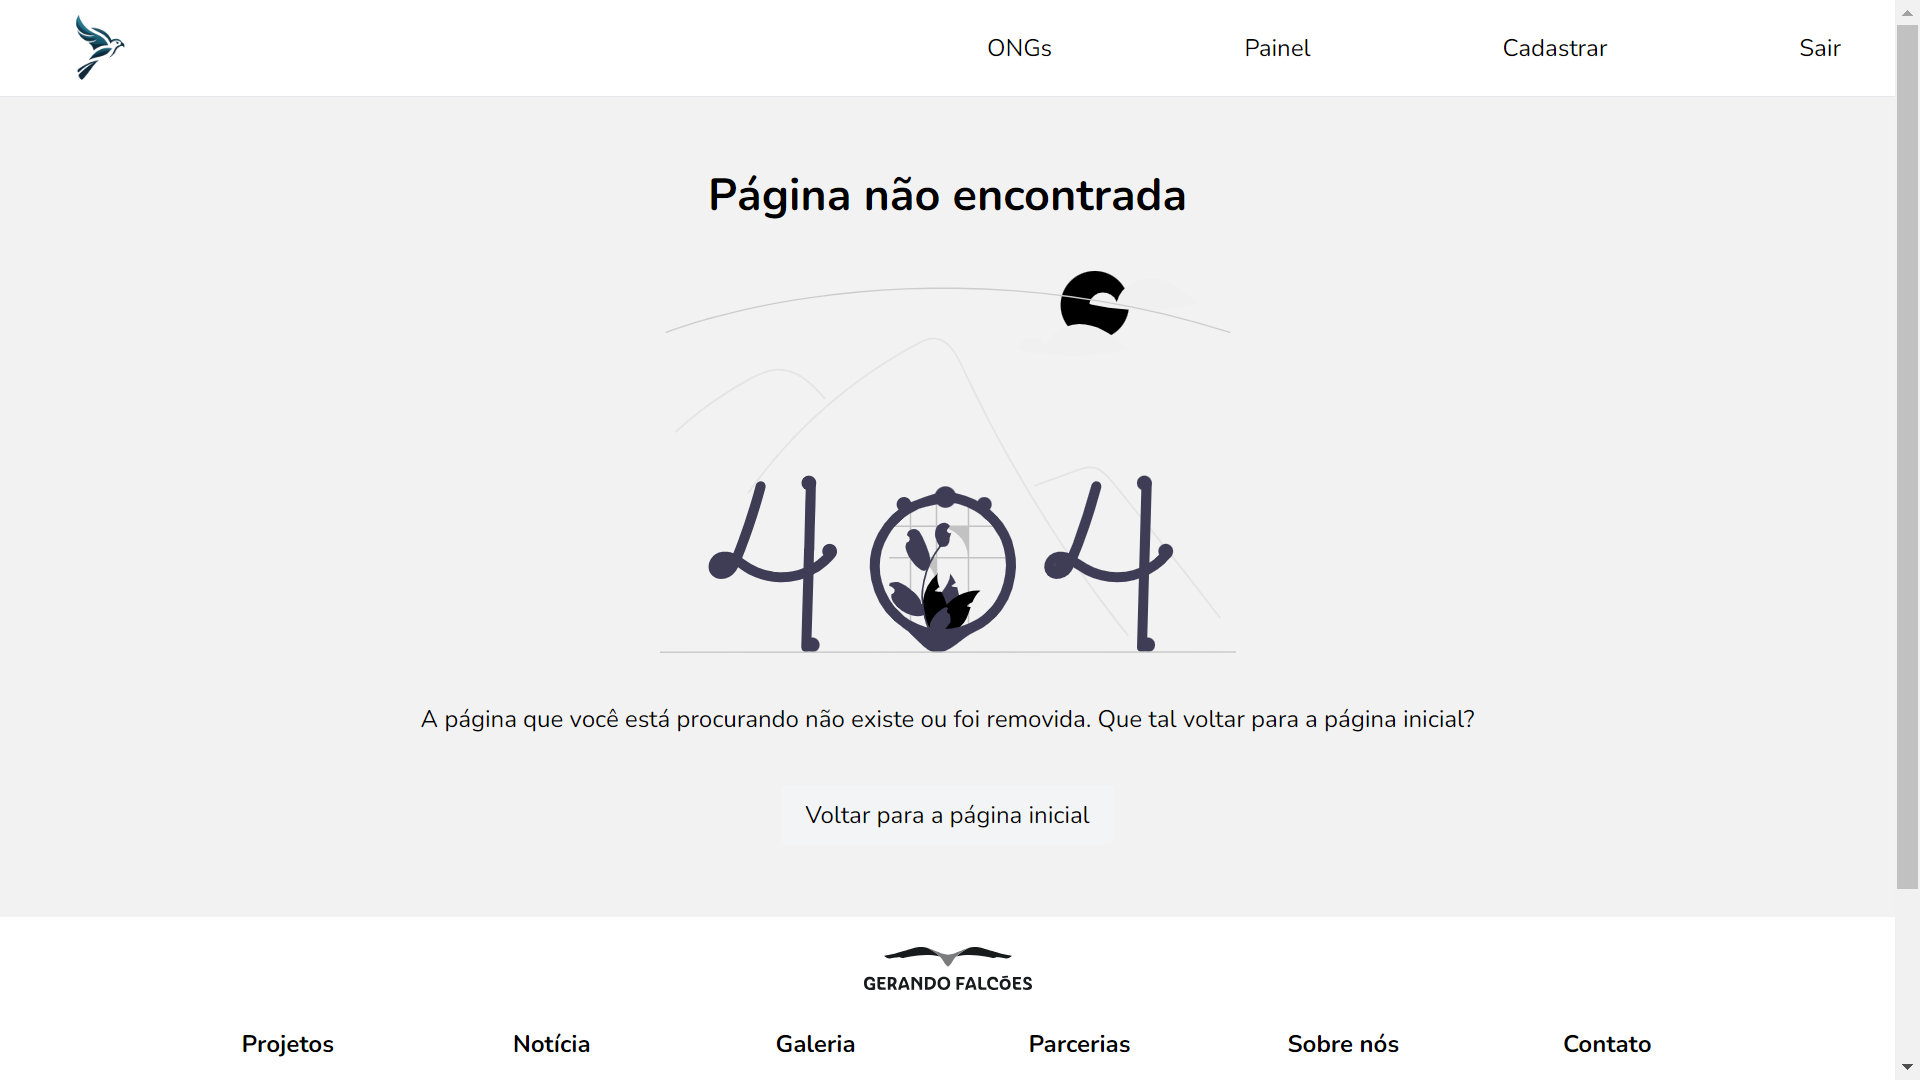 ONGs Painel Cadastrar Sair
Página não encontrada
404
A página que você está procurando não existe ou foi removida. Que tal voltar para a página inicial?
Voltar para a página inicial
GERANDO FALCÕES
Projetos Notícia Galeria Parcerias Sobre nós Contato